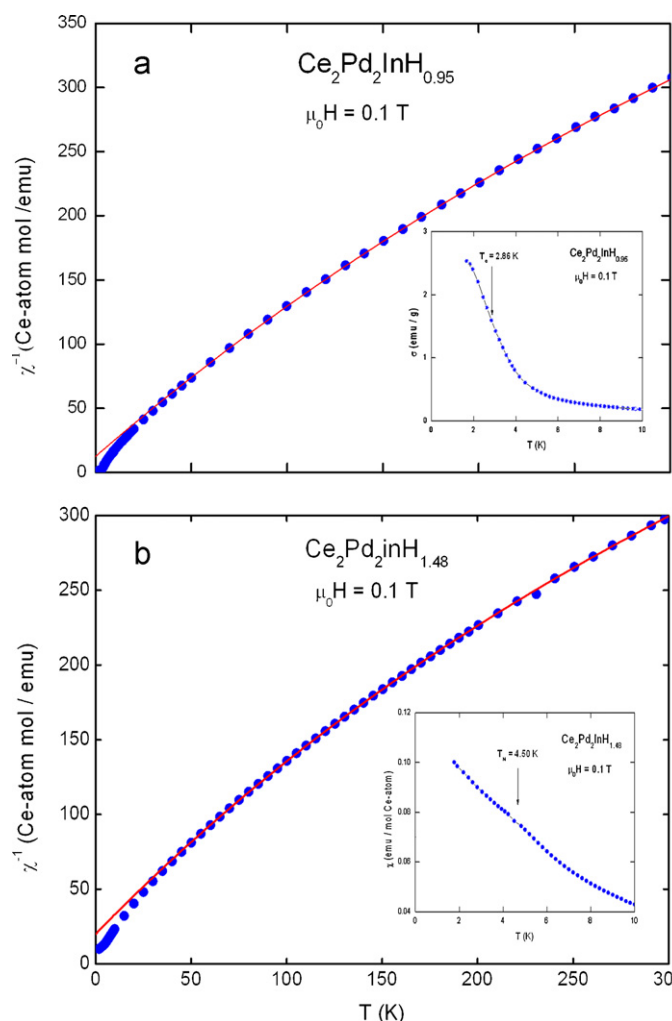 350
300
250
200
150
100
50
0
χ⁻¹(Ce-atom mol /emu)
a
Ce₂Pd₂InH₀.₉₅
μ₀H = 0.1 T
3
2
1
0
σ (emu / g)
T_C = 2.86 K
Ce₂Pd₂InH₀.₉₅
μ₀H = 0.1 T
0 2 4 6 8 10
T (K)
300
250
200
150
100
50
0
χ⁻¹ (Ce-atom mol / emu)
b
Ce₂Pd₂inH₁.₄₈
μ₀H = 0.1 T
0.12
0.10
0.08
0.06
0.04
χ (emu / mol Ce-atom)
T_N = 4.50 K
Ce₂Pd₂InH₁.₄₈
μ₀H = 0.1 T
0 2 4 6 8 10
T (K)
0 50 100 150 200 250 300
T (K)